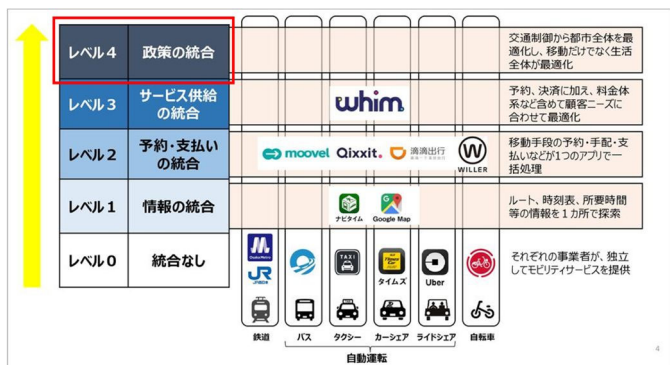 レベル4
政策の統合
交通制御から都市全体を最
適化し、移動だけでなく生活
全体が最適化
レベル3
サービス供給
の統合
whim
予約、決済に加え、料金体
系など含めて顧客ニーズに
合わせて最適化
レベル2
予約・支払い
の統合
moovel
Qixxit.
滴滴出行
WILLER
移動手段の予約・手配・支
払いなどが1つのアプリで一
括処理
レベル1
情報の統合
ナビタイム
Google Map
ルート、時刻表、所要時間
等の情報を1カ所で探索
レベル0
統合なし
JR
TAXI
タイムズ
Uber
それぞれの事業者が、独立
してモビリティサービスを提供
鉄道
バス
タクシー
カーシェア
ライドシェア
自転車
自動運転
4